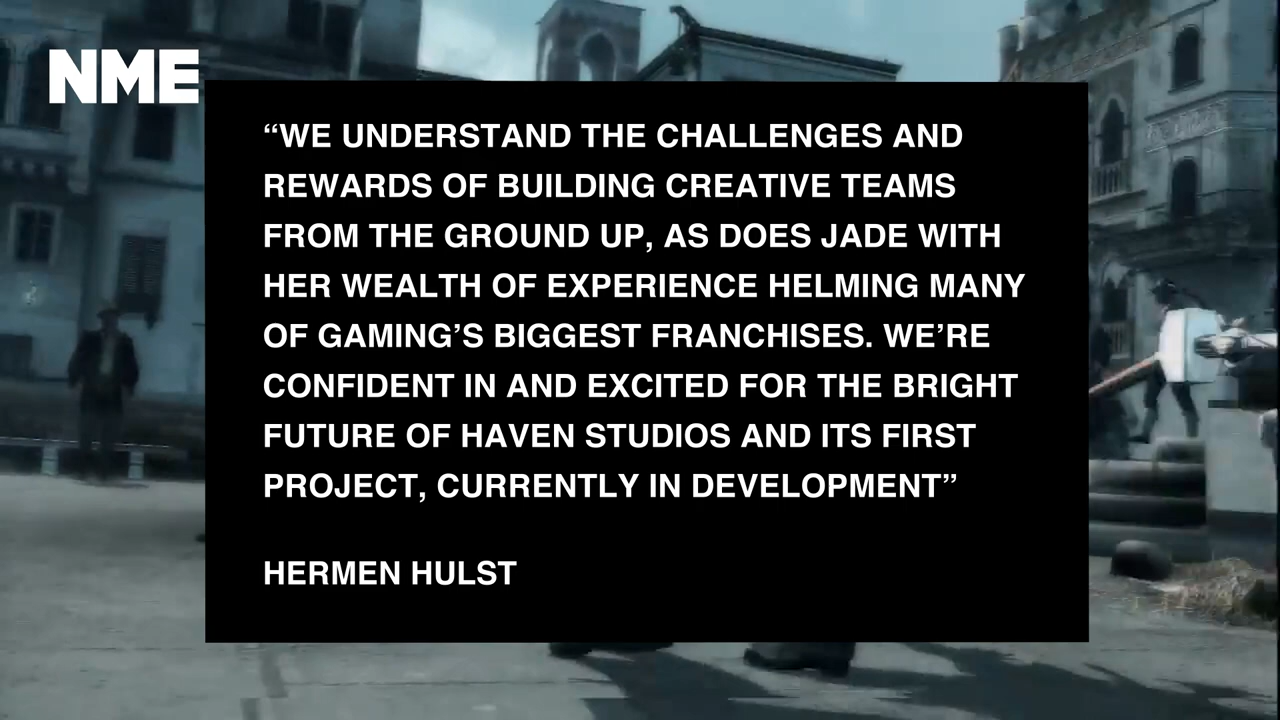 NME
“WE UNDERSTAND THE CHALLENGES AND
REWARDS OF BUILDING CREATIVE TEAMS
FROM THE GROUND UP, AS DOES JADE WITH
HER WEALTH OF EXPERIENCE HELMING MANY
OF GAMING’S BIGGEST FRANCHISES. WE’RE
CONFIDENT IN AND EXCITED FOR THE BRIGHT
FUTURE OF HAVEN STUDIOS AND ITS FIRST
PROJECT, CURRENTLY IN DEVELOPMENT”
HERMEN HULST